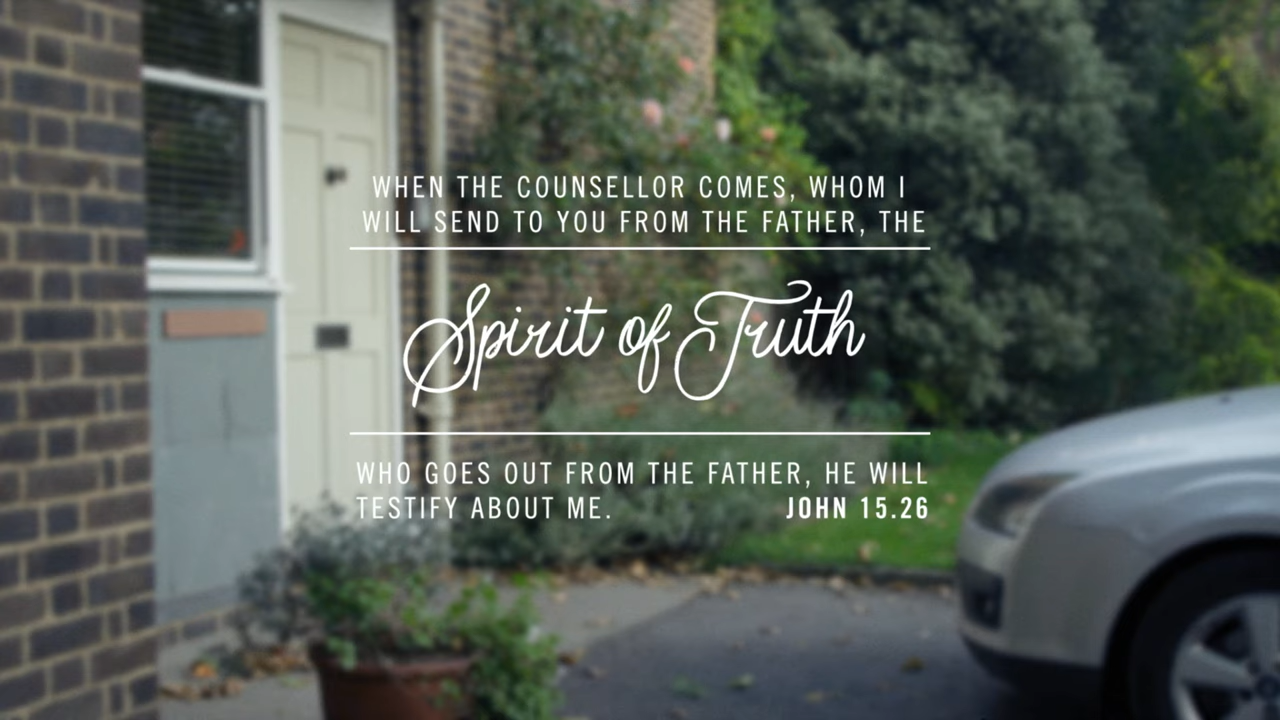 WHEN THE COUNSELLOR COMES, WHOM I
WILL SEND TO YOU FROM THE FATHER, THE
Spirit of Truth
WHO GOES OUT FROM THE FATHER, HE WILL
TESTIFY ABOUT ME. JOHN 15.26